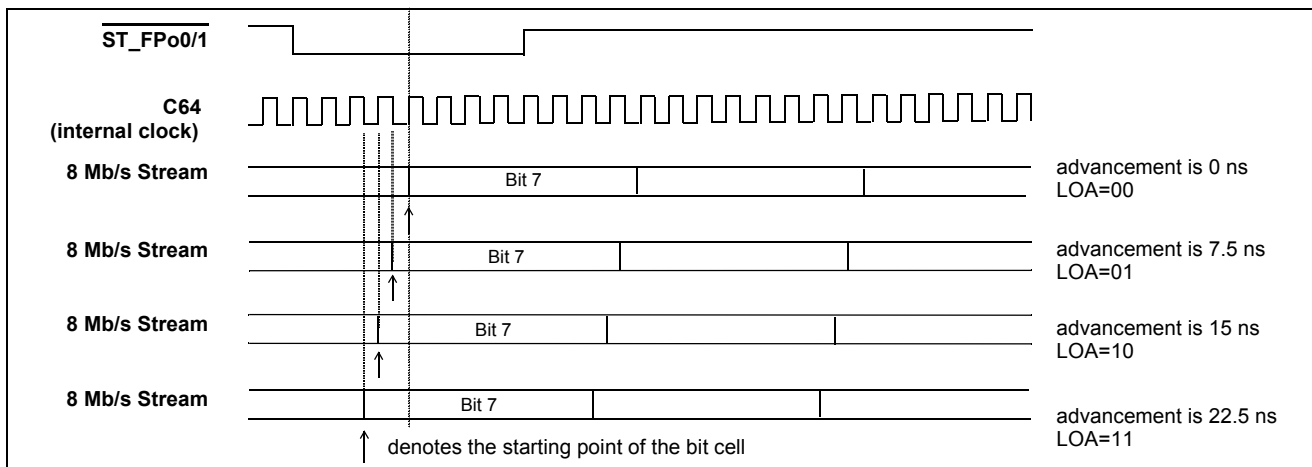 ST_FPo0/1
C64
(internal clock)
8 Mb/s Stream
Bit 7
advancement is 0 ns
LOA=00
8 Mb/s Stream
Bit 7
advancement is 7.5 ns
LOA=01
8 Mb/s Stream
Bit 7
advancement is 15 ns
LOA=10
8 Mb/s Stream
Bit 7
advancement is 22.5 ns
LOA=11
denotes the starting point of the bit cell